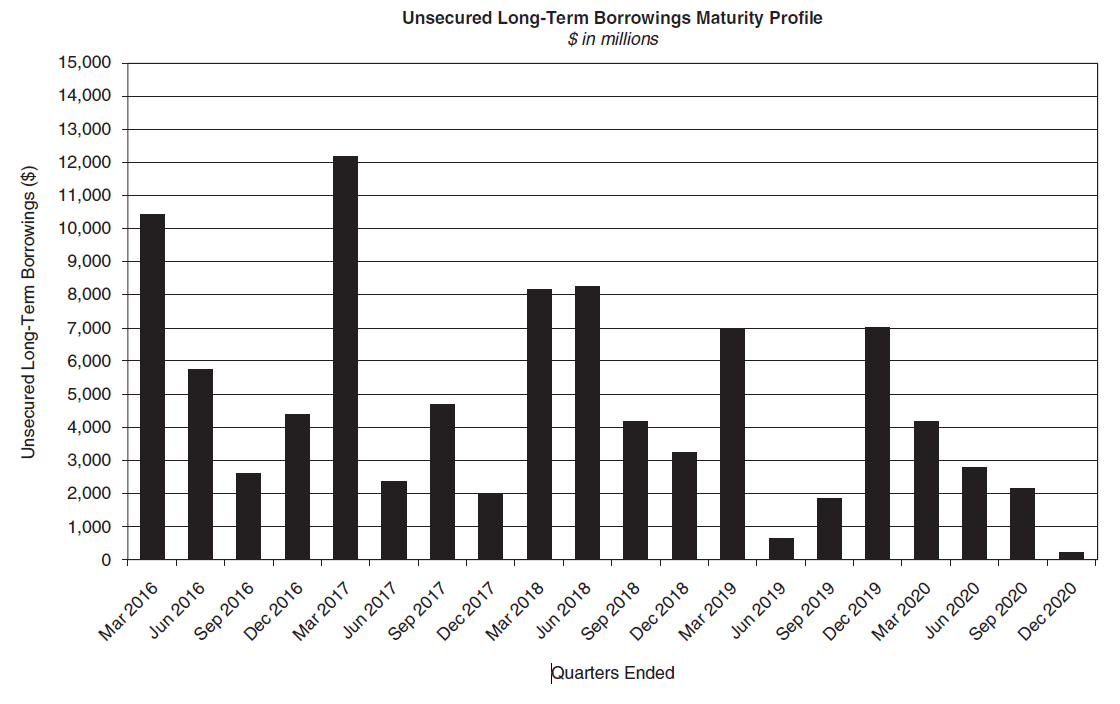 Unsecured Long-Term Borrowings Maturity Profile
$ in millions
Unsecured Long-Term Borrowings ($)
15,000
14,000
13,000
12,000
11,000
10,000
9,000
8,000
7,000
6,000
5,000
4,000
3,000
2,000
1,000
0
Mar 2016
Jun 2016
Sep 2016
Dec 2016
Mar 2017
Jun 2017
Sep 2017
Dec 2017
Mar 2018
Jun 2018
Sep 2018
Dec 2018
Mar 2019
Jun 2019
Sep 2019
Dec 2019
Mar 2020
Jun 2020
Sep 2020
Dec 2020
Quarters Ended